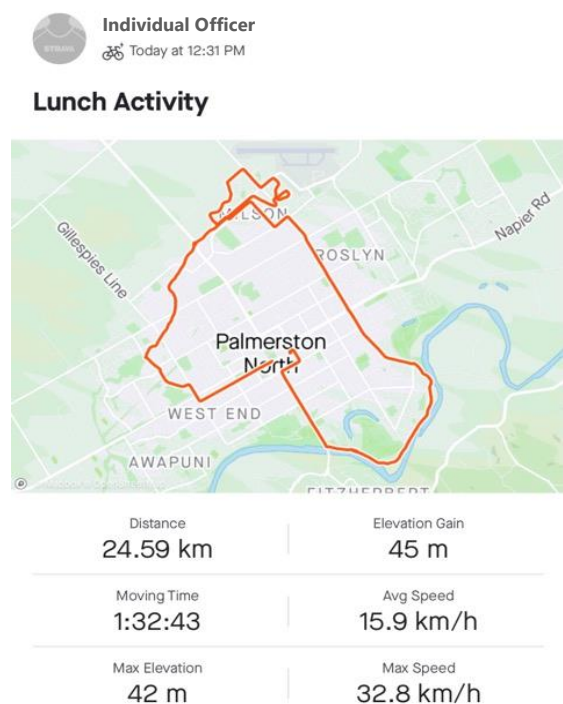 Individual Officer
STRAVA
Today at 12:31 PM
Lunch Activity
Gillespies Line
ROSLYN
Napier Rd
Palmerston
North
WEST END
AWAPUNI
FITZHERBERT
Distance
24.59 km
Elevation Gain
45 m
Moving Time
1:32:43
Avg Speed
15.9 km/h
Max Elevation
42 m
Max Speed
32.8 km/h